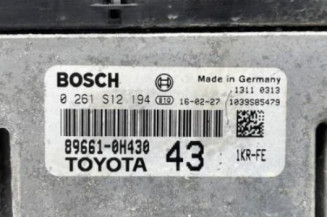 BOSCH Made in Germany
1311 0313
0 261 S12 194 810 16-02-27 1039S85479
89661-0H430
TOYOTA 43 1KR-FE